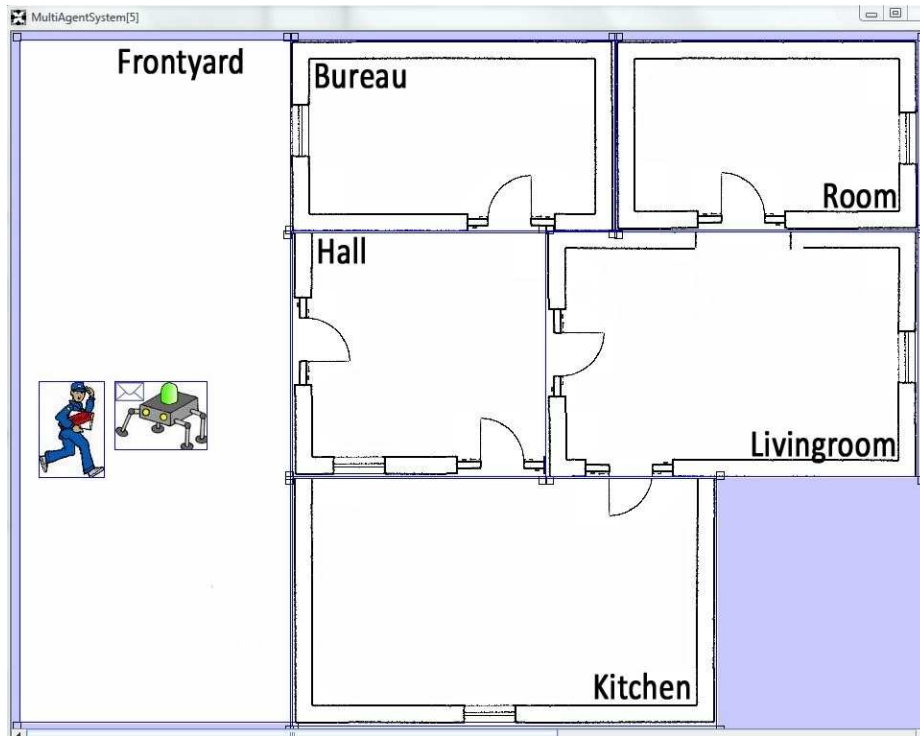 MultiAgentSystem[5]
Frontyard
Bureau
Room
Hall
Livingroom
Kitchen